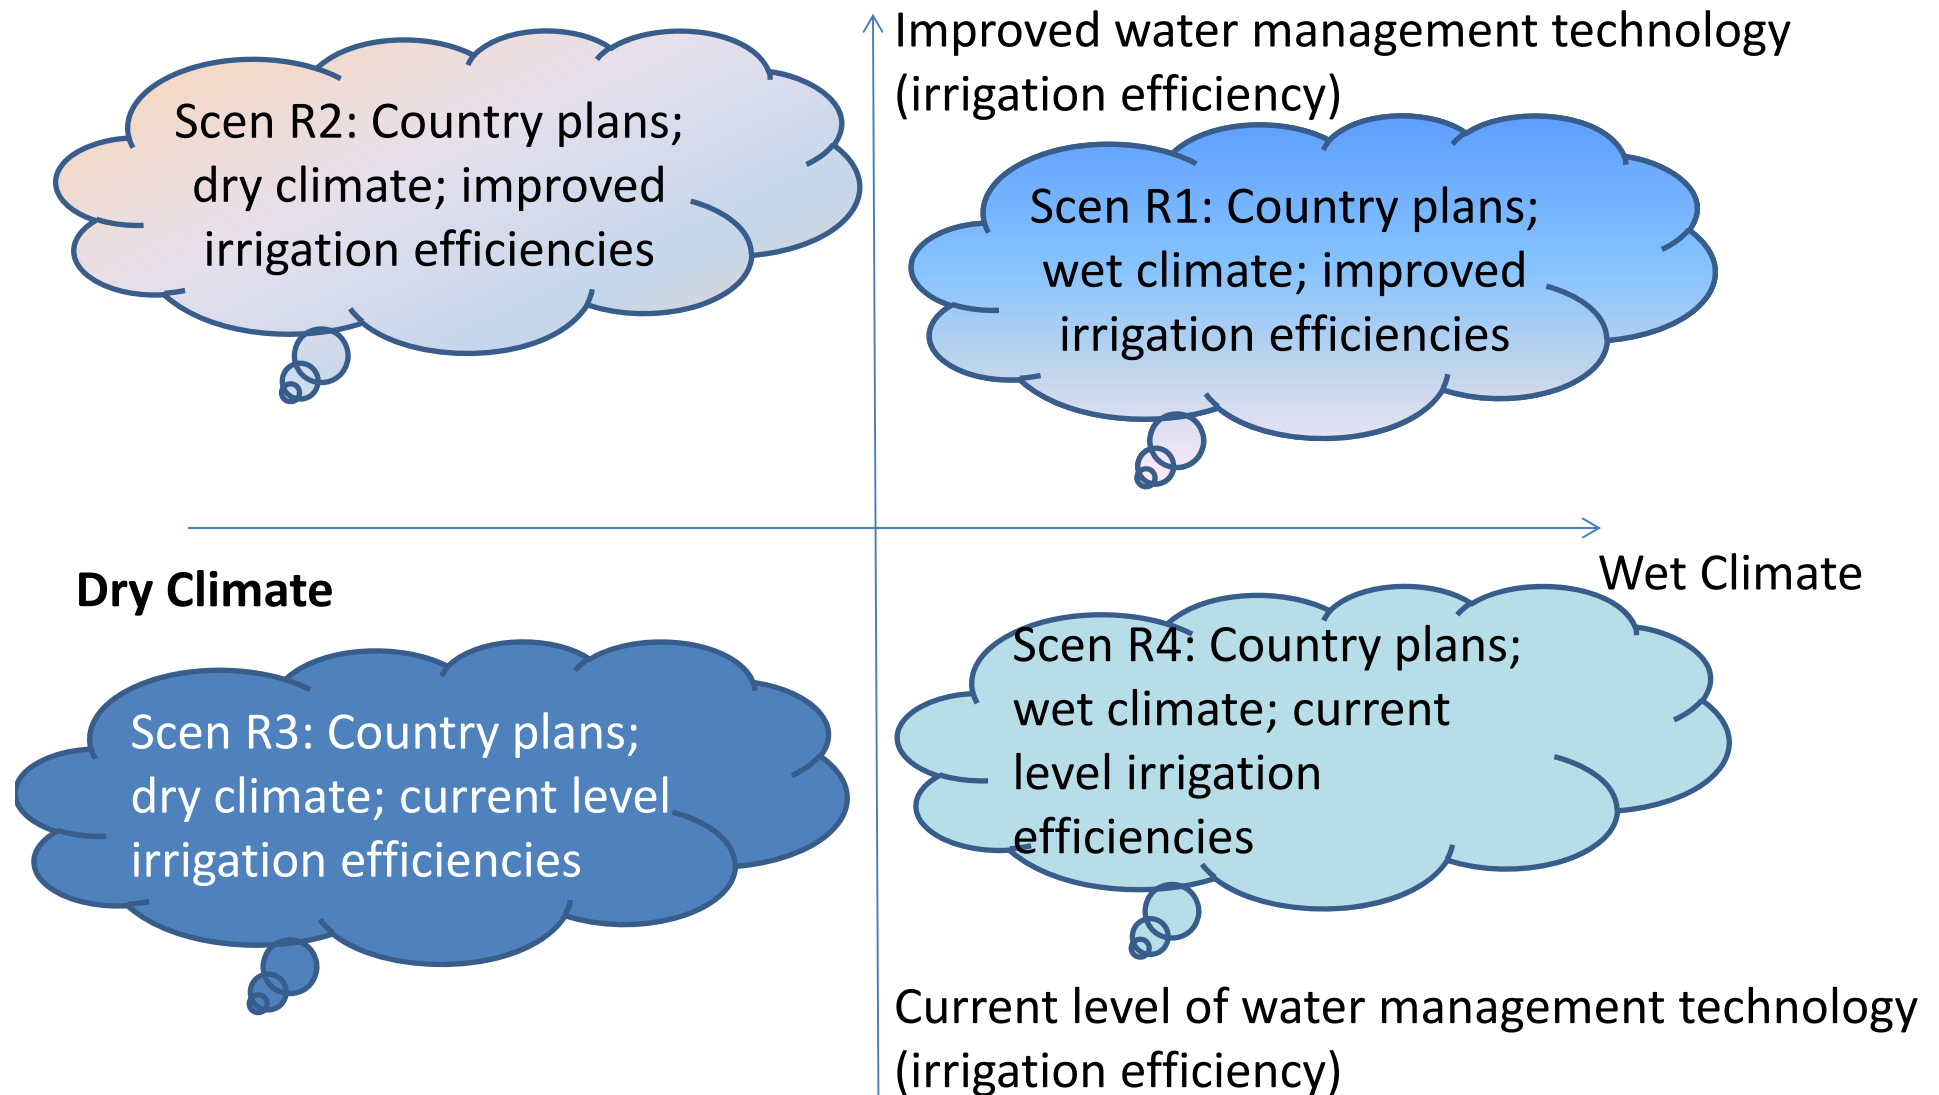 Improved water management technology
(irrigation efficiency)
Scen R2: Country plans;
dry climate; improved
irrigation efficiencies
Scen R1: Country plans;
wet climate; improved
irrigation efficiencies
Dry Climate
Wet Climate
Scen R3: Country plans;
dry climate; current level
irrigation efficiencies
Scen R4: Country plans;
wet climate; current
level irrigation
efficiencies
Current level of water management technology
(irrigation efficiency)